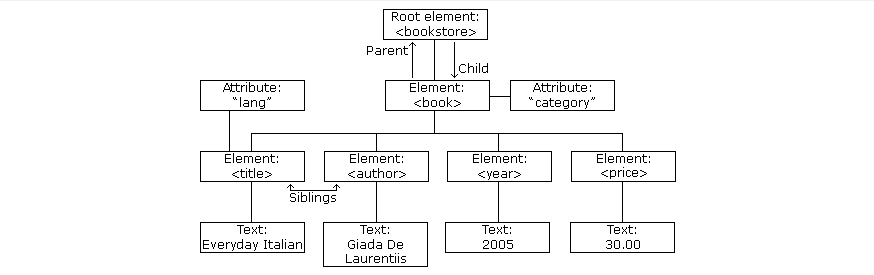 Root element:
<bookstore>
Parent
Child
Attribute:
"lang"
Element:
<book>
Attribute:
"category"
Element:
<title>
Element:
<author>
Element:
<year>
Element:
<price>
Siblings
Text:
Everyday Italian
Text:
Giada De
Laurentiis
Text:
2005
Text:
30.00